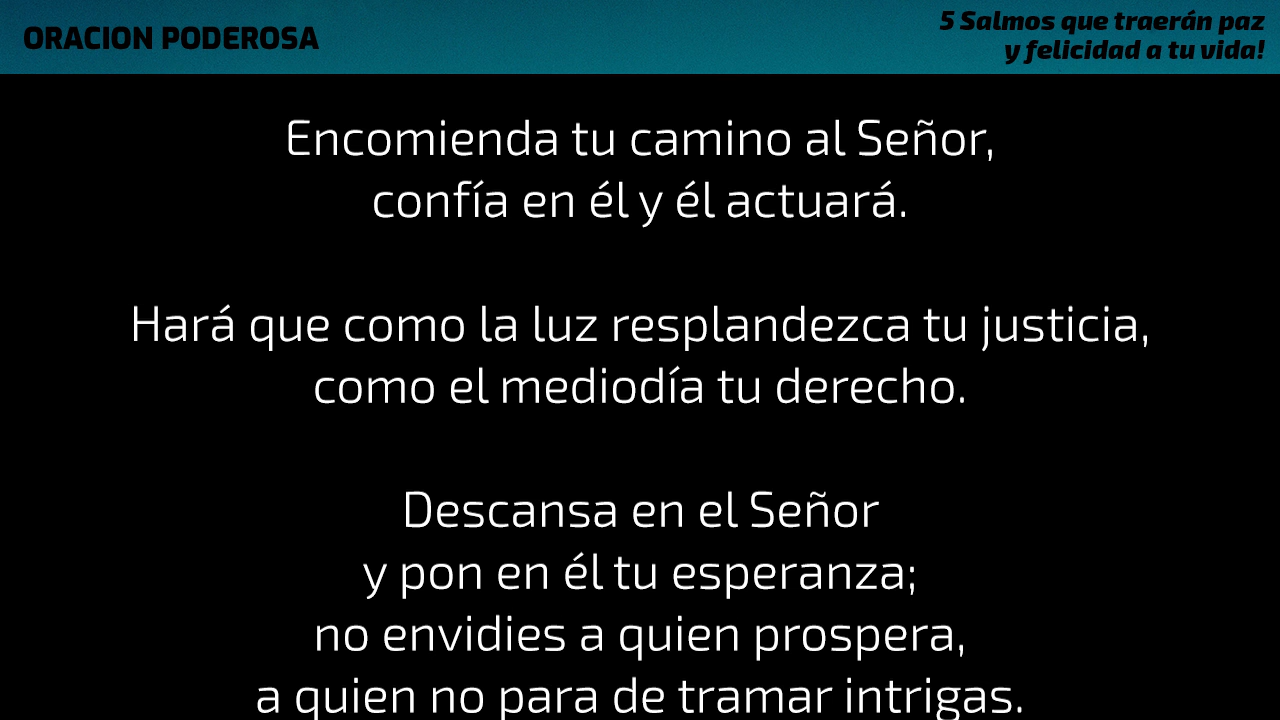 ORACION PODEROSA
5 Salmos que traerán paz
y felicidad a tu vida!
Encomienda tu camino al Señor,
confía en él y él actuará.
Hará que como la luz resplandezca tu justicia,
como el mediodía tu derecho.
Descansa en el Señor
y pon en él tu esperanza;
no envidies a quien prospera,
a quien no para de tramar intrigas.